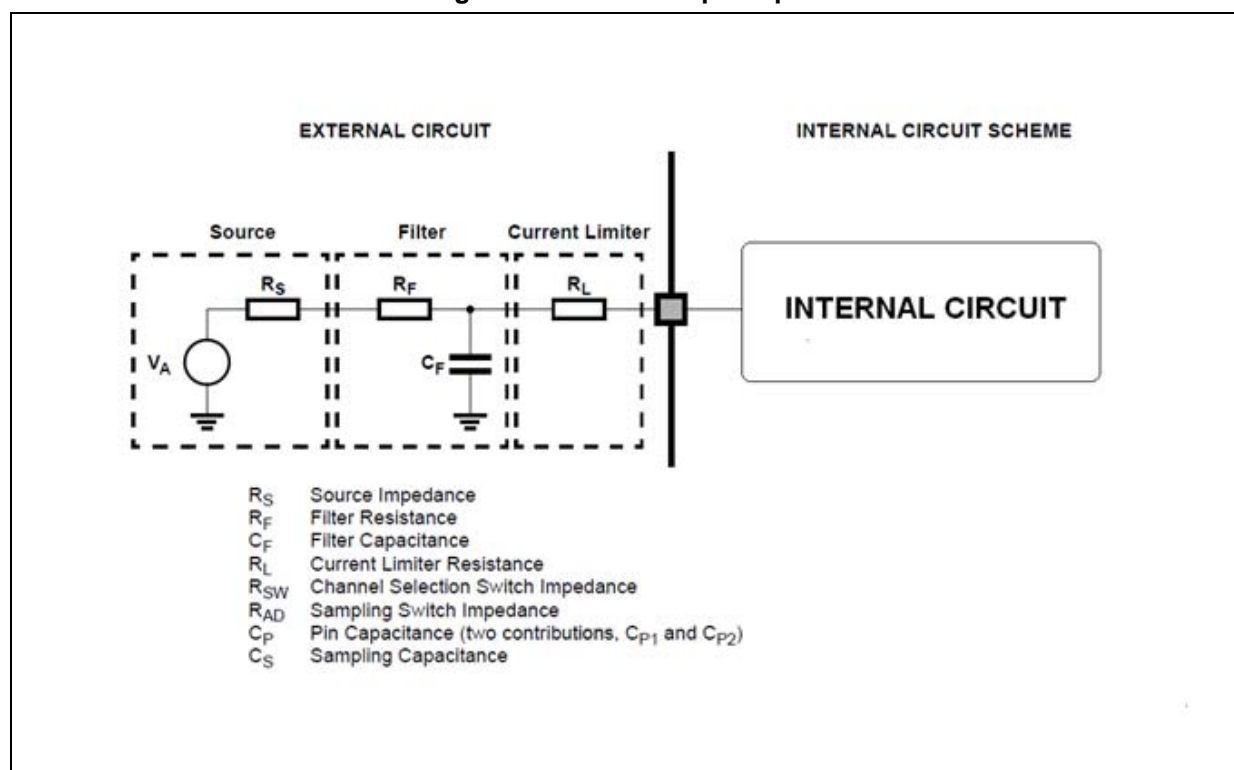 EXTERNAL CIRCUIT
INTERNAL CIRCUIT SCHEME
Source
Filter
Current Limiter
RS
RF
RL
VA
CF
INTERNAL CIRCUIT
RS Source Impedance
RF Filter Resistance
CF Filter Capacitance
RL Current Limiter Resistance
RSW Channel Selection Switch Impedance
RAD Sampling Switch Impedance
CP Pin Capacitance (two contributions, CP1 and CP2)
CS Sampling Capacitance